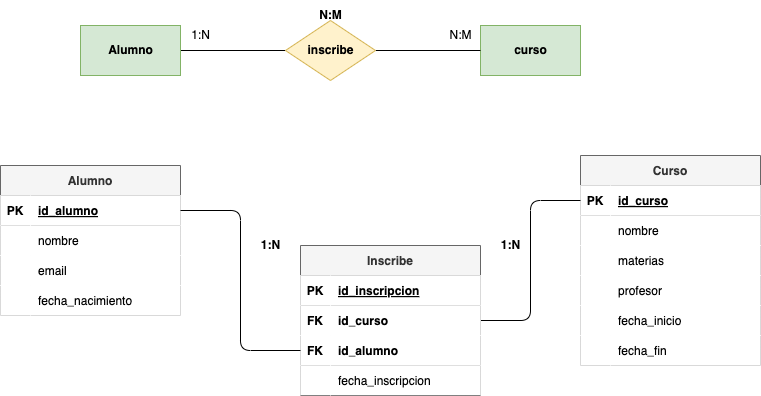 N:M
1:N
N:M
Alumno
inscribe
curso
Alumno
PK id_alumno
nombre
email
fecha_nacimiento
1:N
Inscribe
PK id_inscripcion
FK id_curso
FK id_alumno
fecha_inscripcion
1:N
Curso
PK id_curso
nombre
materias
profesor
fecha_inicio
fecha_fin